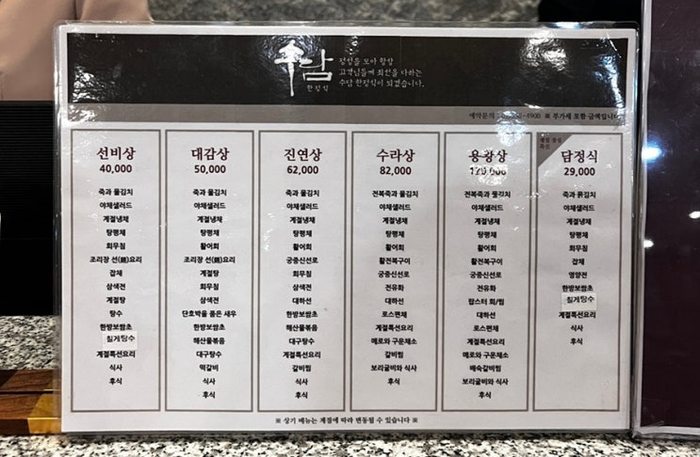 수담
한정식
정성을 모아 항상
고객님들께 최선을 다하는
수담 한정식이 되겠습니다.
※ 부가세 포함 금액입니다
선비상
40,000
죽과 물김치
야채샐러드
계절냉채
탕평채
회무침
조리장 선(選)요리
잡채
삼색전
계절탕
탕수
한방보쌈초
칠게탕수
계절특선요리
식사
후식
대감상
50,000
죽과 물김치
야채샐러드
계절냉채
탕평채
활어회
조리장 선(選)요리
계절탕
회무침
삼색전
단호박을 품은 새우
한방보쌈초
해산물볶음
대구탕수
떡갈비
식사
후식
진연상
62,000
죽과 물김치
야채샐러드
계절냉채
탕평채
활어회
궁중신선로
회무침
삼색전
대하선
한방보쌈초
해산물볶음
대구탕수
계절특선요리
갈비찜
식사
후식
수라상
82,000
전복죽과 물김치
야채샐러드
계절냉채
탕평채
활어회
활전복구이
궁중신선로
전유화
대하선
로스편채
계절특선요리
메로와 구운채소
갈비찜
보리굴비와 식사
후식
용왕상
120,000
전복죽과 물김치
야채샐러드
계절냉채
탕평채
활어회
활전복구이
궁중신선로
전유화
랍스터 회/찜
대하선
로스편채
계절특선요리
메로와 구운채소
배숙갈비찜
보리굴비와 식사
후식
담정식
29,000
죽과 물김치
야채샐러드
계절냉채
탕평채
회무침
잡채
영양전
한방보쌈초
칠게탕수
계절특선요리
식사
후식
※ 상기 메뉴는 계절에 따라 변동될 수 있습니다 ※